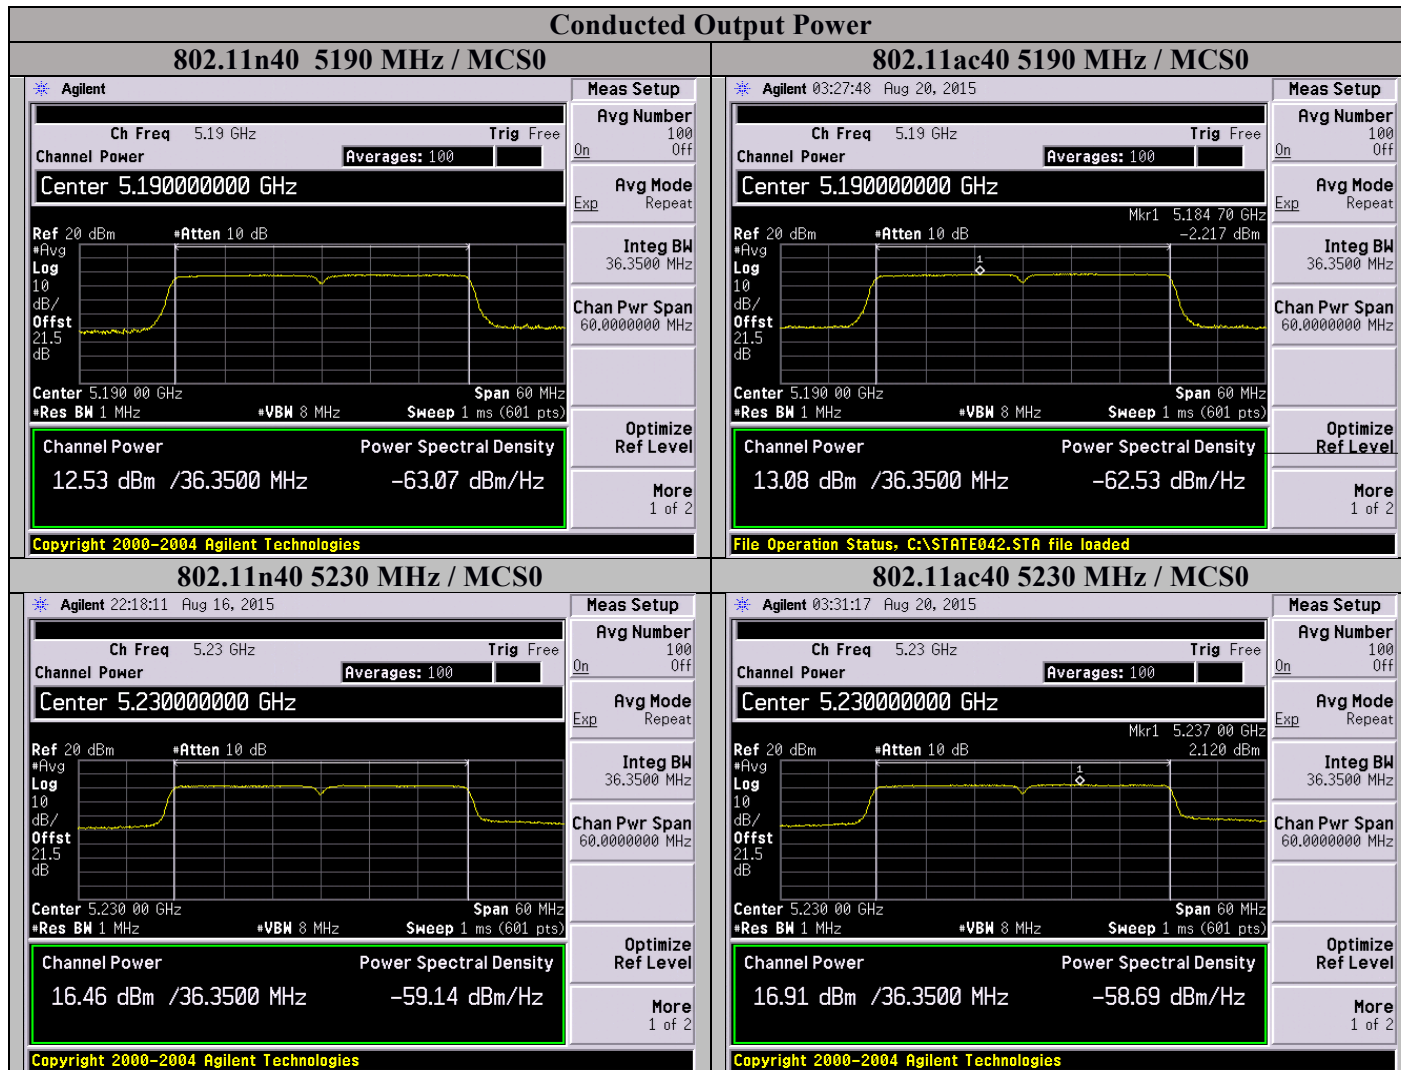 Conducted Output Power
802.11n40 5190 MHz / MCS0
Agilent
Meas Setup
Ch Freq 5.19 GHz Trig Free
Channel Power Averages: 100
Center 5.190000000 GHz
Ref 20 dBm #Atten 10 dB
#Avg
Log
10
dB/
Offst
21.5
dB
Center 5.190 00 GHz Span 60 MHz
#Res BW 1 MHz #VBW 8 MHz Sweep 1 ms (601 pts)
Channel Power Power Spectral Density
12.53 dBm /36.3500 MHz -63.07 dBm/Hz
Copyright 2000-2004 Agilent Technologies
Avg Number
100
On Off
Avg Mode
Exp Repeat
Integ BW
36.3500 MHz
Chan Pwr Span
60.0000000 MHz
Optimize
Ref Level
More
1 of 2
802.11ac40 5190 MHz / MCS0
Agilent 03:27:48 Aug 20, 2015
Meas Setup
Ch Freq 5.19 GHz Trig Free
Channel Power Averages: 100
Center 5.190000000 GHz
Mkr1 5.184 70 GHz
Ref 20 dBm #Atten 10 dB -2.217 dBm
#Avg
Log
10
dB/
Offst
21.5
dB
1
Center 5.190 00 GHz Span 60 MHz
#Res BW 1 MHz #VBW 8 MHz Sweep 1 ms (601 pts)
Channel Power Power Spectral Density
13.08 dBm /36.3500 MHz -62.53 dBm/Hz
File Operation Status, C:\STATE042.STA file loaded
Avg Number
100
On Off
Avg Mode
Exp Repeat
Integ BW
36.3500 MHz
Chan Pwr Span
60.0000000 MHz
Optimize
Ref Level
More
1 of 2
802.11n40 5230 MHz / MCS0
Agilent 22:18:11 Aug 16, 2015
Meas Setup
Ch Freq 5.23 GHz Trig Free
Channel Power Averages: 100
Center 5.230000000 GHz
Ref 20 dBm #Atten 10 dB
#Avg
Log
10
dB/
Offst
21.5
dB
Center 5.230 00 GHz Span 60 MHz
#Res BW 1 MHz #VBW 8 MHz Sweep 1 ms (601 pts)
Channel Power Power Spectral Density
16.46 dBm /36.3500 MHz -59.14 dBm/Hz
Copyright 2000-2004 Agilent Technologies
Avg Number
100
On Off
Avg Mode
Exp Repeat
Integ BW
36.3500 MHz
Chan Pwr Span
60.0000000 MHz
Optimize
Ref Level
More
1 of 2
802.11ac40 5230 MHz / MCS0
Agilent 03:31:17 Aug 20, 2015
Meas Setup
Ch Freq 5.23 GHz Trig Free
Channel Power Averages: 100
Center 5.230000000 GHz
Mkr1 5.237 00 GHz
Ref 20 dBm #Atten 10 dB 2.120 dBm
#Avg
Log
10
dB/
Offst
21.5
dB
1
Center 5.230 00 GHz Span 60 MHz
#Res BW 1 MHz #VBW 8 MHz Sweep 1 ms (601 pts)
Channel Power Power Spectral Density
16.91 dBm /36.3500 MHz -58.69 dBm/Hz
Copyright 2000-2004 Agilent Technologies
Avg Number
100
On Off
Avg Mode
Exp Repeat
Integ BW
36.3500 MHz
Chan Pwr Span
60.0000000 MHz
Optimize
Ref Level
More
1 of 2